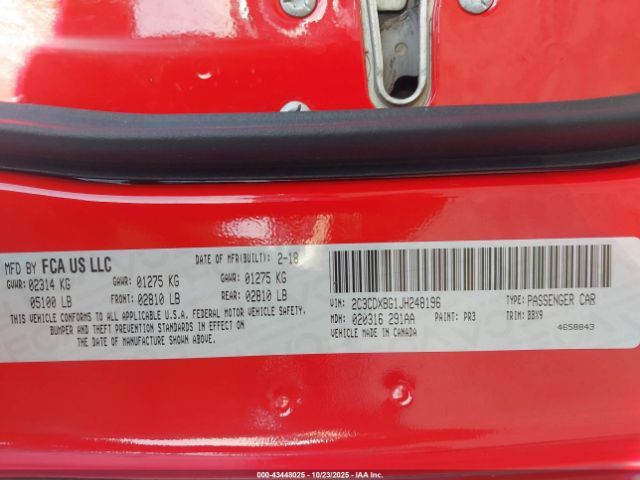 MFD BY FCA US LLC
DATE OF MFR(BUILT): 2-18
GVWR: 02314 KG GAWR: 01275 KG GAWR: 01275 KG
05100 LB FRONT: 02810 LB REAR: 02810 LB
THIS VEHICLE CONFORMS TO ALL APPLICABLE U.S.A. FEDERAL MOTOR VEHICLE SAFETY,
BUMPER AND THEFT PREVENTION STANDARDS IN EFFECT ON
THE DATE OF MANUFACTURE SHOWN ABOVE.
VIN: 2C3CDXBG1JH248196 TYPE: PASSENGER CAR
MDH: 020316 291AA PAINT: PR3 TRIM: BBX9
VEHICLE MADE IN CANADA 4658843
000-43448025 - 10/23/2025 - IAA Inc.